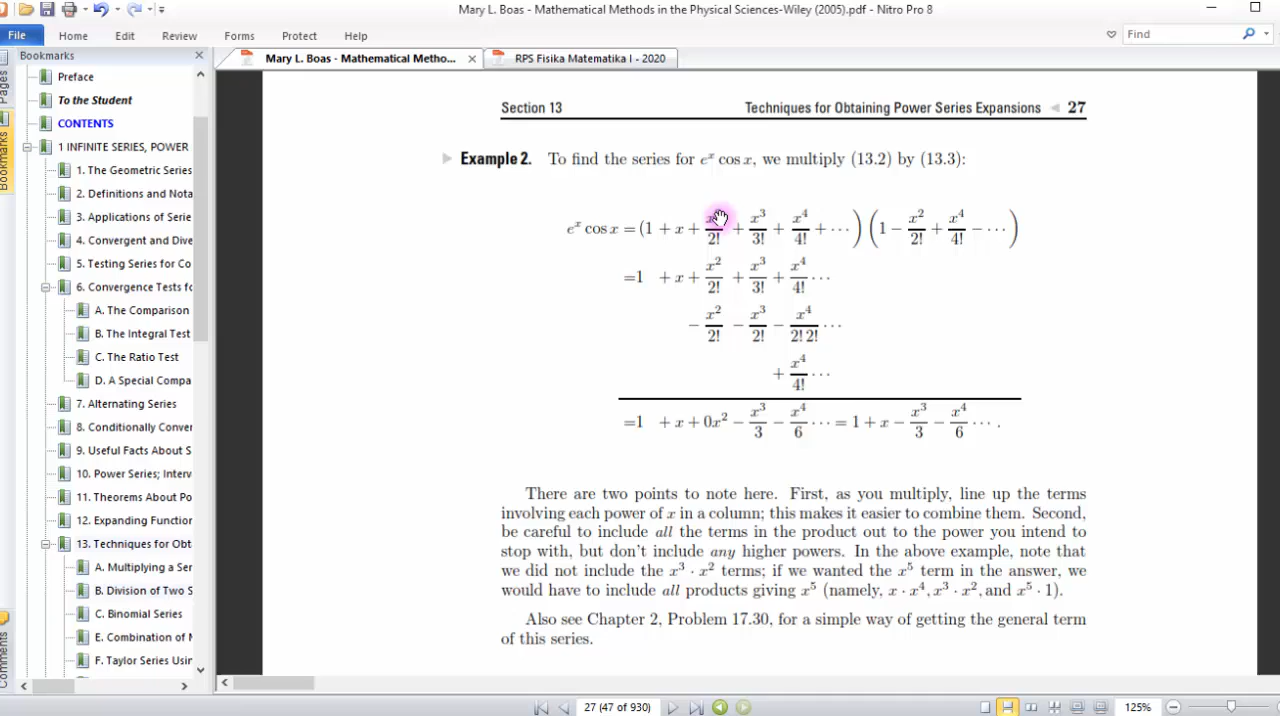 Mary L. Boas - Mathematical Methods in the Physical Sciences-Wiley (2005).pdf - Nitro Pro 8
File Home Edit Review Forms Protect Help Find
Bookmarks
Mary L. Boas - Mathematical Metho...
RPS Fisika Matematika I - 2020
Pages
Bookmarks
Comments
Preface
To the Student
CONTENTS
1 INFINITE SERIES, POWER
1. The Geometric Series
2. Definitions and Nota
3. Applications of Serie
4. Convergent and Dive
5. Testing Series for Co
6. Convergence Tests fo
A. The Comparison
B. The Integral Test
C. The Ratio Test
D. A Special Compa
7. Alternating Series
8. Conditionally Conver
9. Useful Facts About S
10. Power Series; Interv
11. Theorems About Po
12. Expanding Function
13. Techniques for Obt
A. Multiplying a Ser
B. Division of Two S
C. Binomial Series
E. Combination of M
F. Taylor Series Usin
Section 13 Techniques for Obtaining Power Series Expansions 27
Example 2. To find the series for eˣ cos x, we multiply (13.2) by (13.3):
eˣ cos x = (1 + x + x²/2! + x³/3! + x⁴/4! + ⋯)(1 − x²/2! + x⁴/4! − ⋯)
=1 + x + x²/2! + x³/3! + x⁴/4! ⋯
− x²/2! − x³/2! − x⁴/2! 2! ⋯
+ x⁴/4! ⋯
=1 + x + 0x² − x³/3 − x⁴/6 ⋯ = 1 + x − x³/3 − x⁴/6 ⋯ .
There are two points to note here. First, as you multiply, line up the terms
involving each power of x in a column; this makes it easier to combine them. Second,
be careful to include all the terms in the product out to the power you intend to
stop with, but don't include any higher powers. In the above example, note that
we did not include the x³ · x² terms; if we wanted the x⁵ term in the answer, we
would have to include all products giving x⁵ (namely, x · x⁴, x³ · x², and x⁵ · 1).
Also see Chapter 2, Problem 17.30, for a simple way of getting the general term
of this series.
27 (47 of 930)
125%